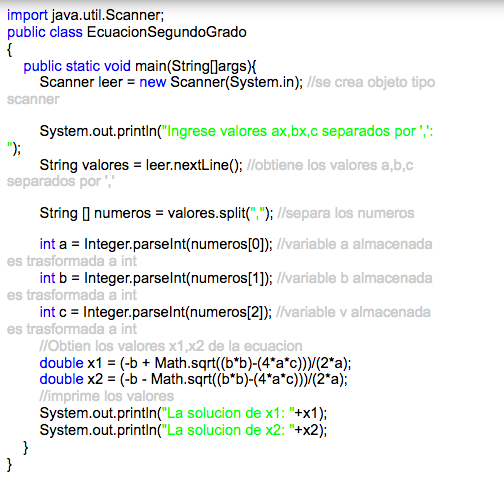 import java.util.Scanner;
public class EcuacionSegundoGrado
{
public static void main(String[]args){
Scanner leer = new Scanner(System.in); //se crea objeto tipo
scanner
System.out.println("Ingrese valores ax,bx,c separados por ',':
");
String valores = leer.nextLine(); //obtiene los valores a,b,c
separados por ','
String [] numeros = valores.split(","); //separa los numeros
int a = Integer.parseInt(numeros[0]); //variable a almacenada
es trasformada a int
int b = Integer.parseInt(numeros[1]); //variable b almacenada
es trasformada a int
int c = Integer.parseInt(numeros[2]); //variable v almacenada
es trasformada a int
//Obtien los valores x1,x2 de la ecuacion
double x1 = (-b + Math.sqrt((b*b)-(4*a*c)))/(2*a);
double x2 = (-b - Math.sqrt((b*b)-(4*a*c)))/(2*a);
//imprime los valores
System.out.println("La solucion de x1: "+x1);
System.out.println("La solucion de x2: "+x2);
}
}